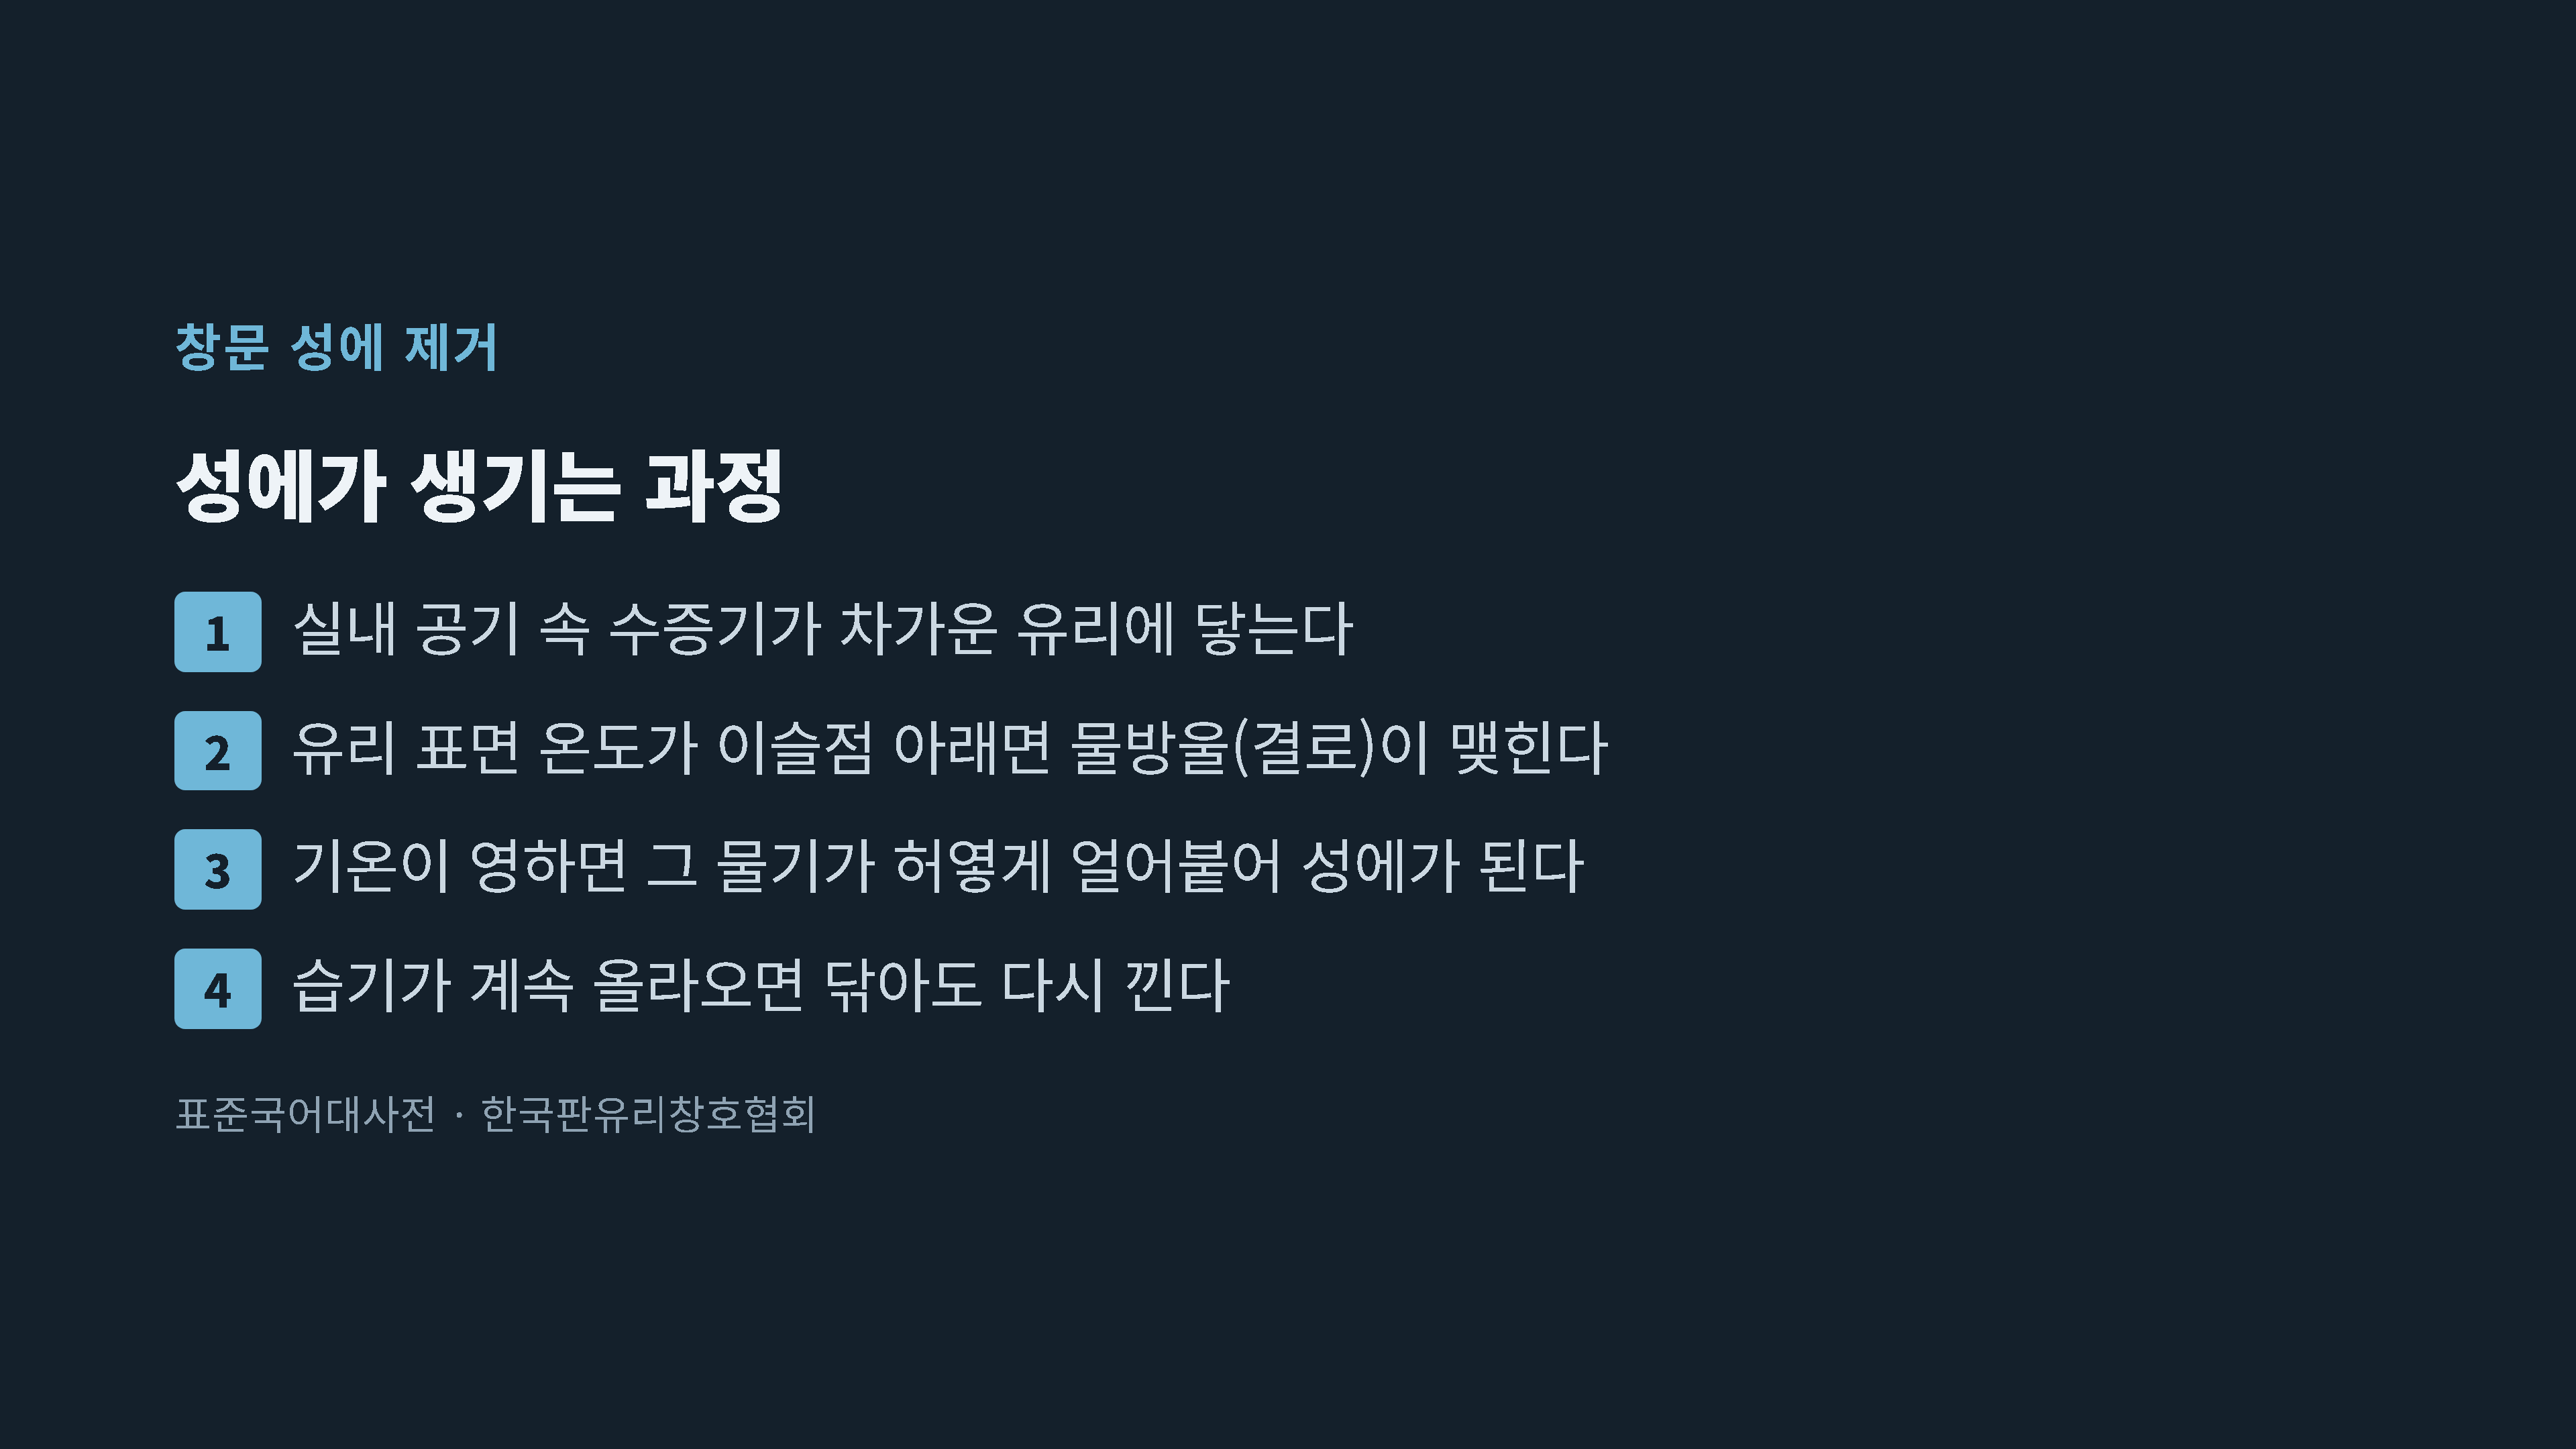 창문 성에 제거
성에가 생기는 과정
1 실내 공기 속 수증기가 차가운 유리에 닿는다
2 유리 표면 온도가 이슬점 아래면 물방울(결로)이 맺힌다
3 기온이 영하면 그 물기가 허옇게 얼어붙어 성에가 된다
4 습기가 계속 올라오면 닦아도 다시 낀다
표준국어대사전 · 한국판유리창호협회